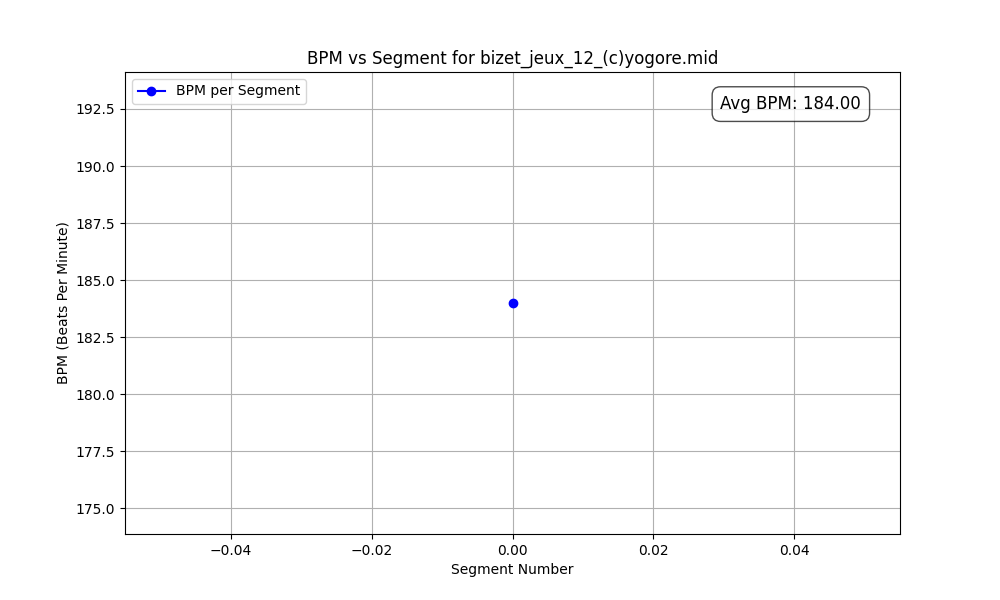 BPM vs Segment for bizet_jeux_12_(c)yogore.mid
BPM per Segment
Avg BPM: 184.00
192.5
190.0
187.5
185.0
182.5
180.0
177.5
175.0
BPM (Beats Per Minute)
−0.04
−0.02
0.00
0.02
0.04
Segment Number